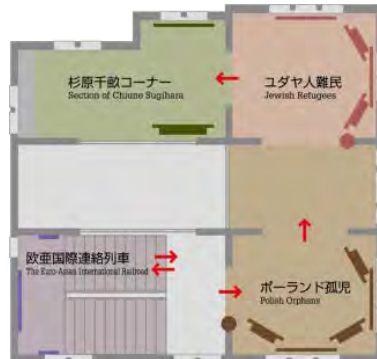 杉原千畝コーナー
Section of Chiune Sugihara
ユダヤ人難民
Jewish Refugees
欧亜国際連絡列車
The Euro-Asian International Railroad
ポーランド孤児
Polish Orphans